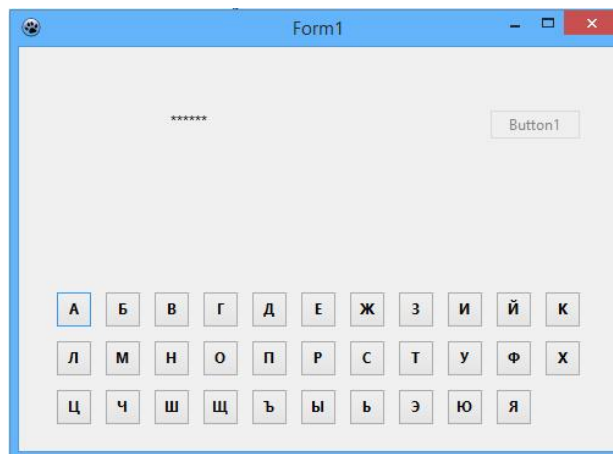 Form1
******
Button1
А Б В Г Д Е Ж З И Й К
Л М Н О П Р С Т У Ф Х
Ц Ч Ш Щ Ъ Ы Ь Э Ю Я